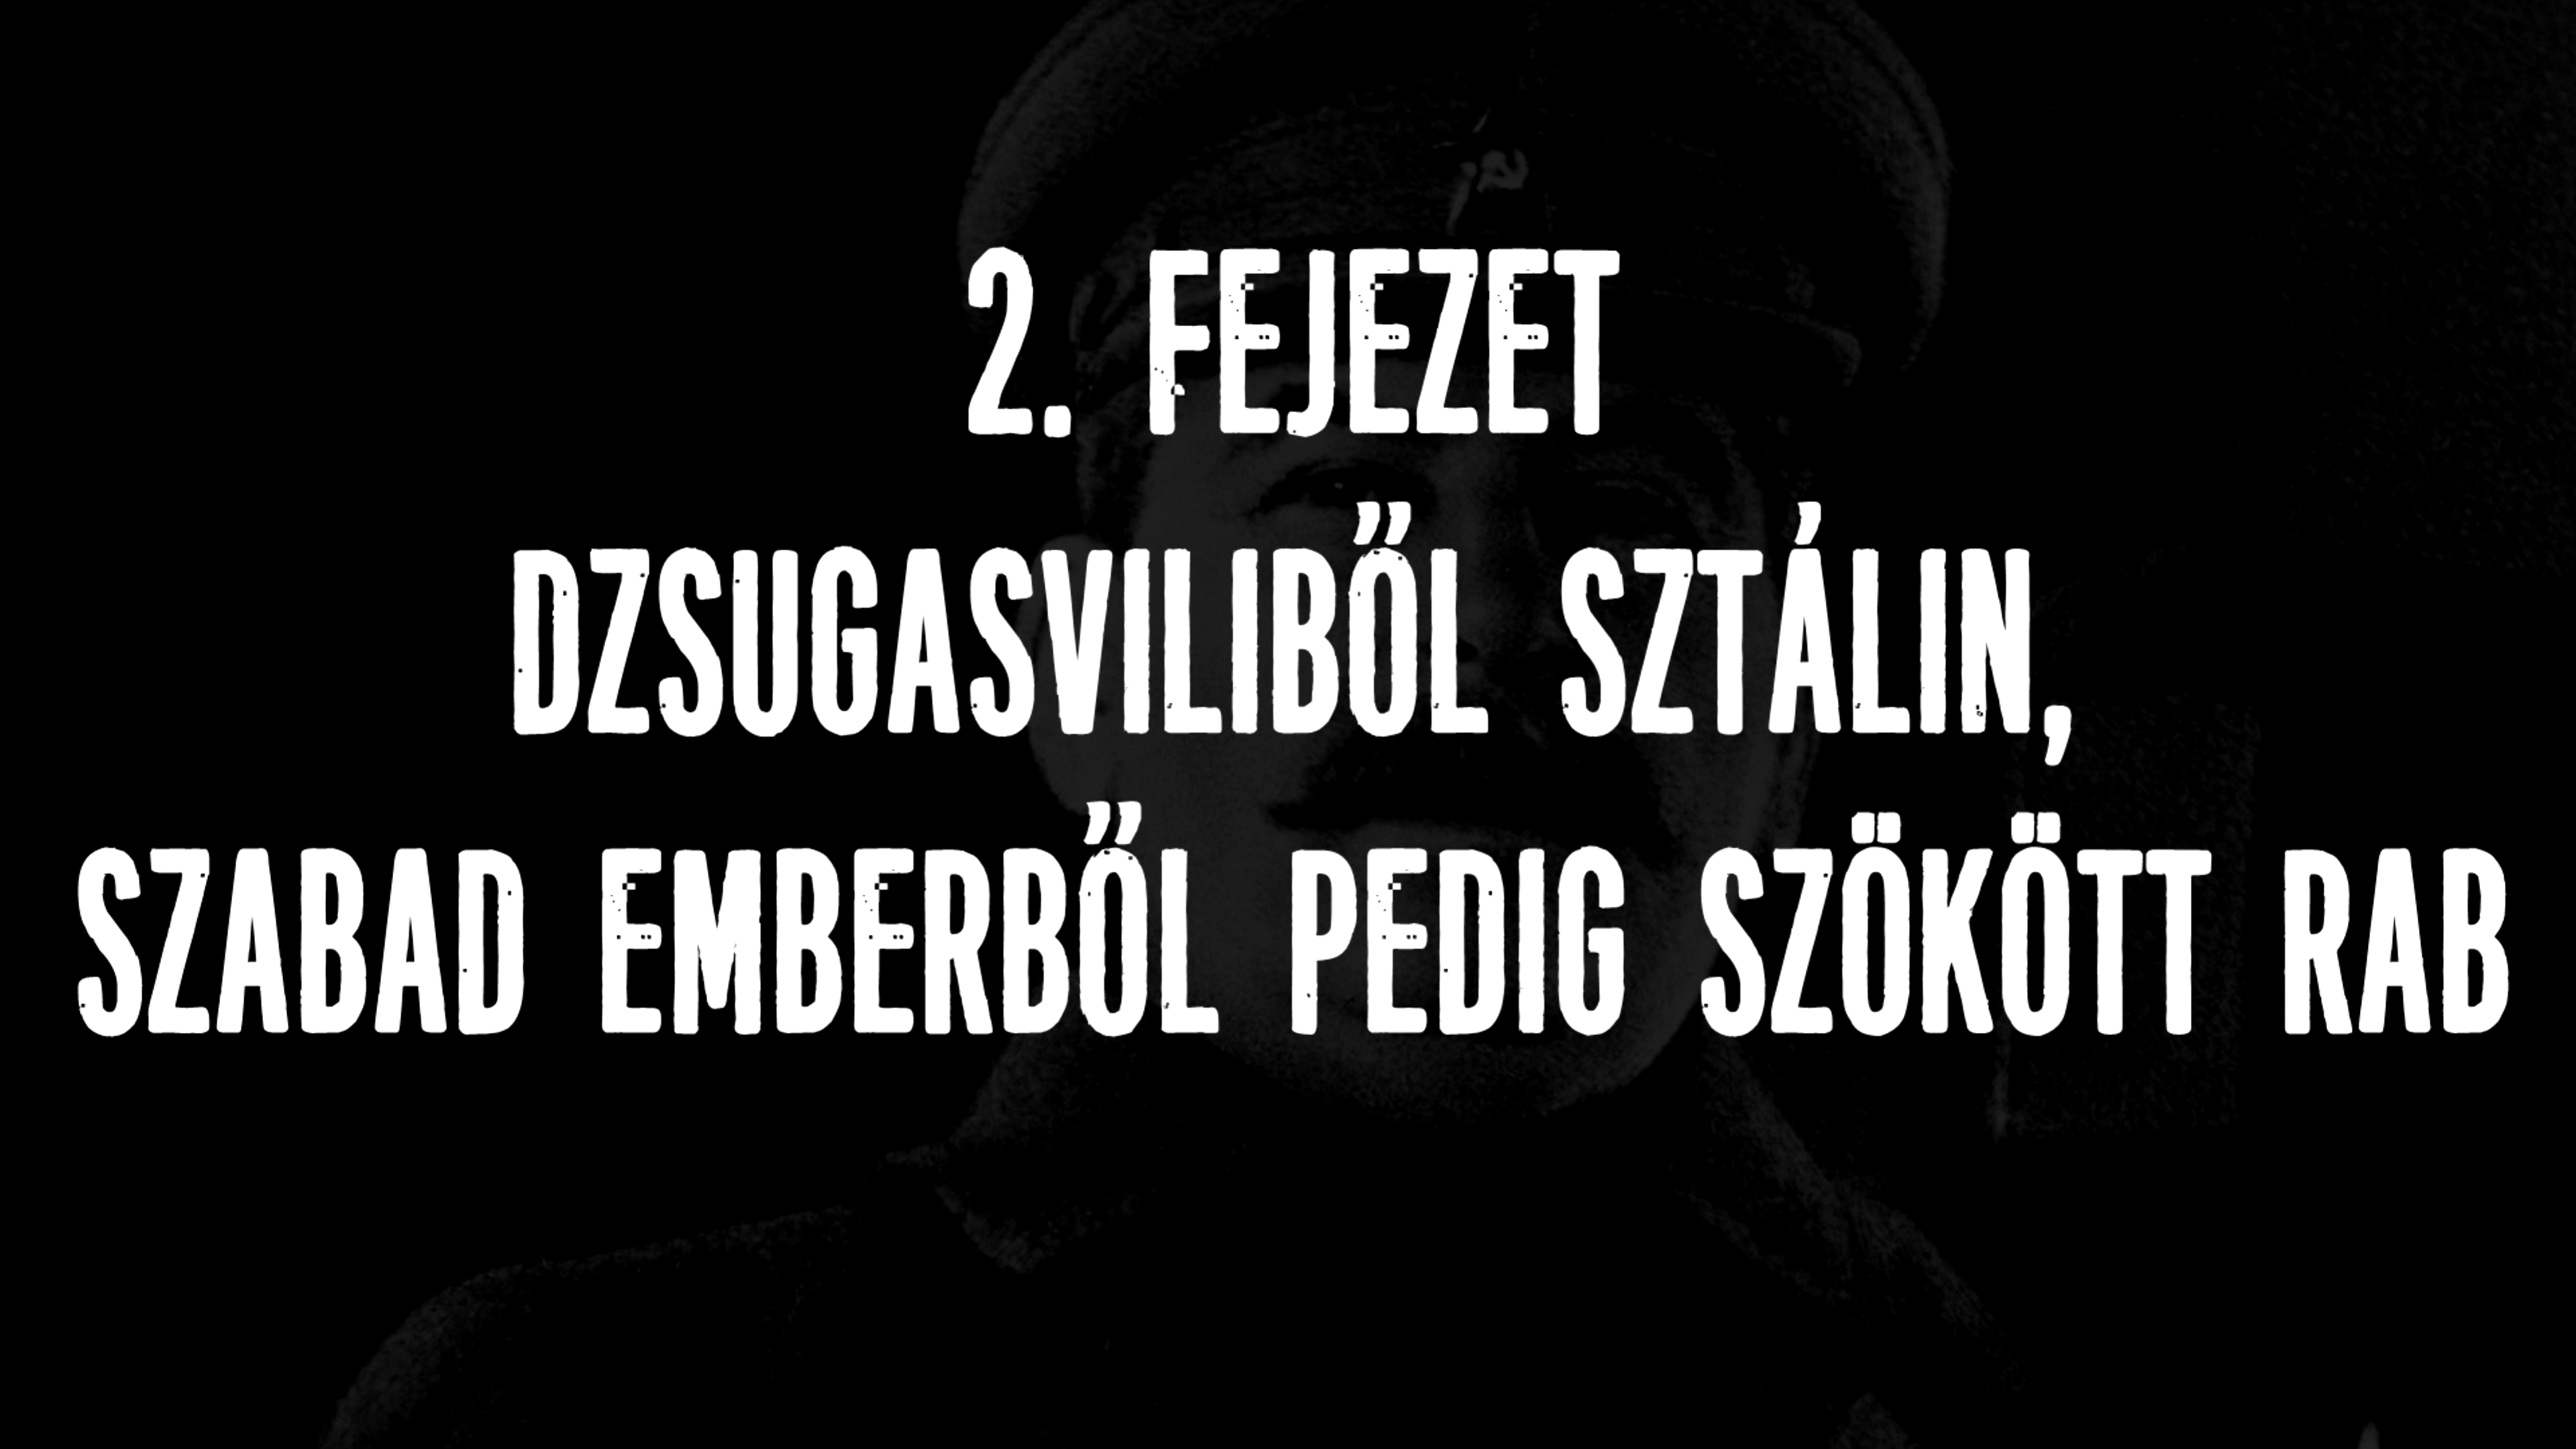 2. FEJEZET
DZSUGASVILIBŐL SZTÁLIN,
SZABAD EMBERBŐL PEDIG SZÖKÖTT RAB